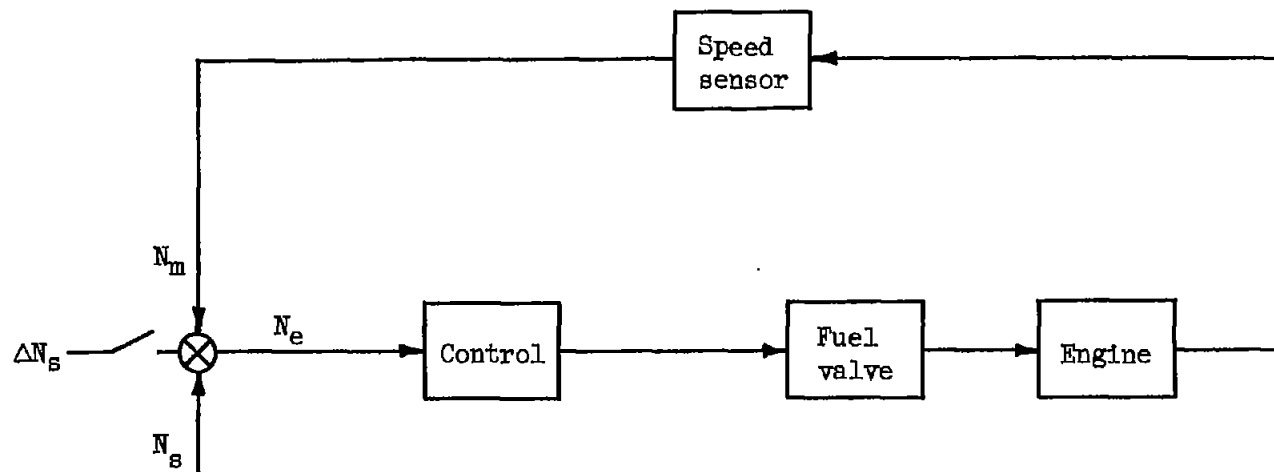 Speed
sensor
N_m
ΔN_s
N_e
Control
Fuel
valve
Engine
N_s